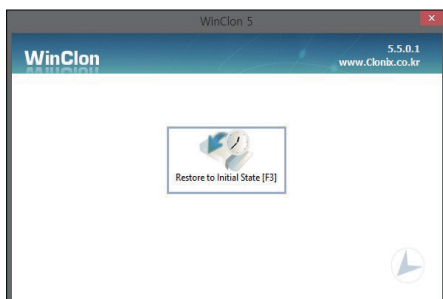 WinClon 5
WinClon
5.5.0.1
www.Clonix.co.kr
Restore to Initial State [F3]